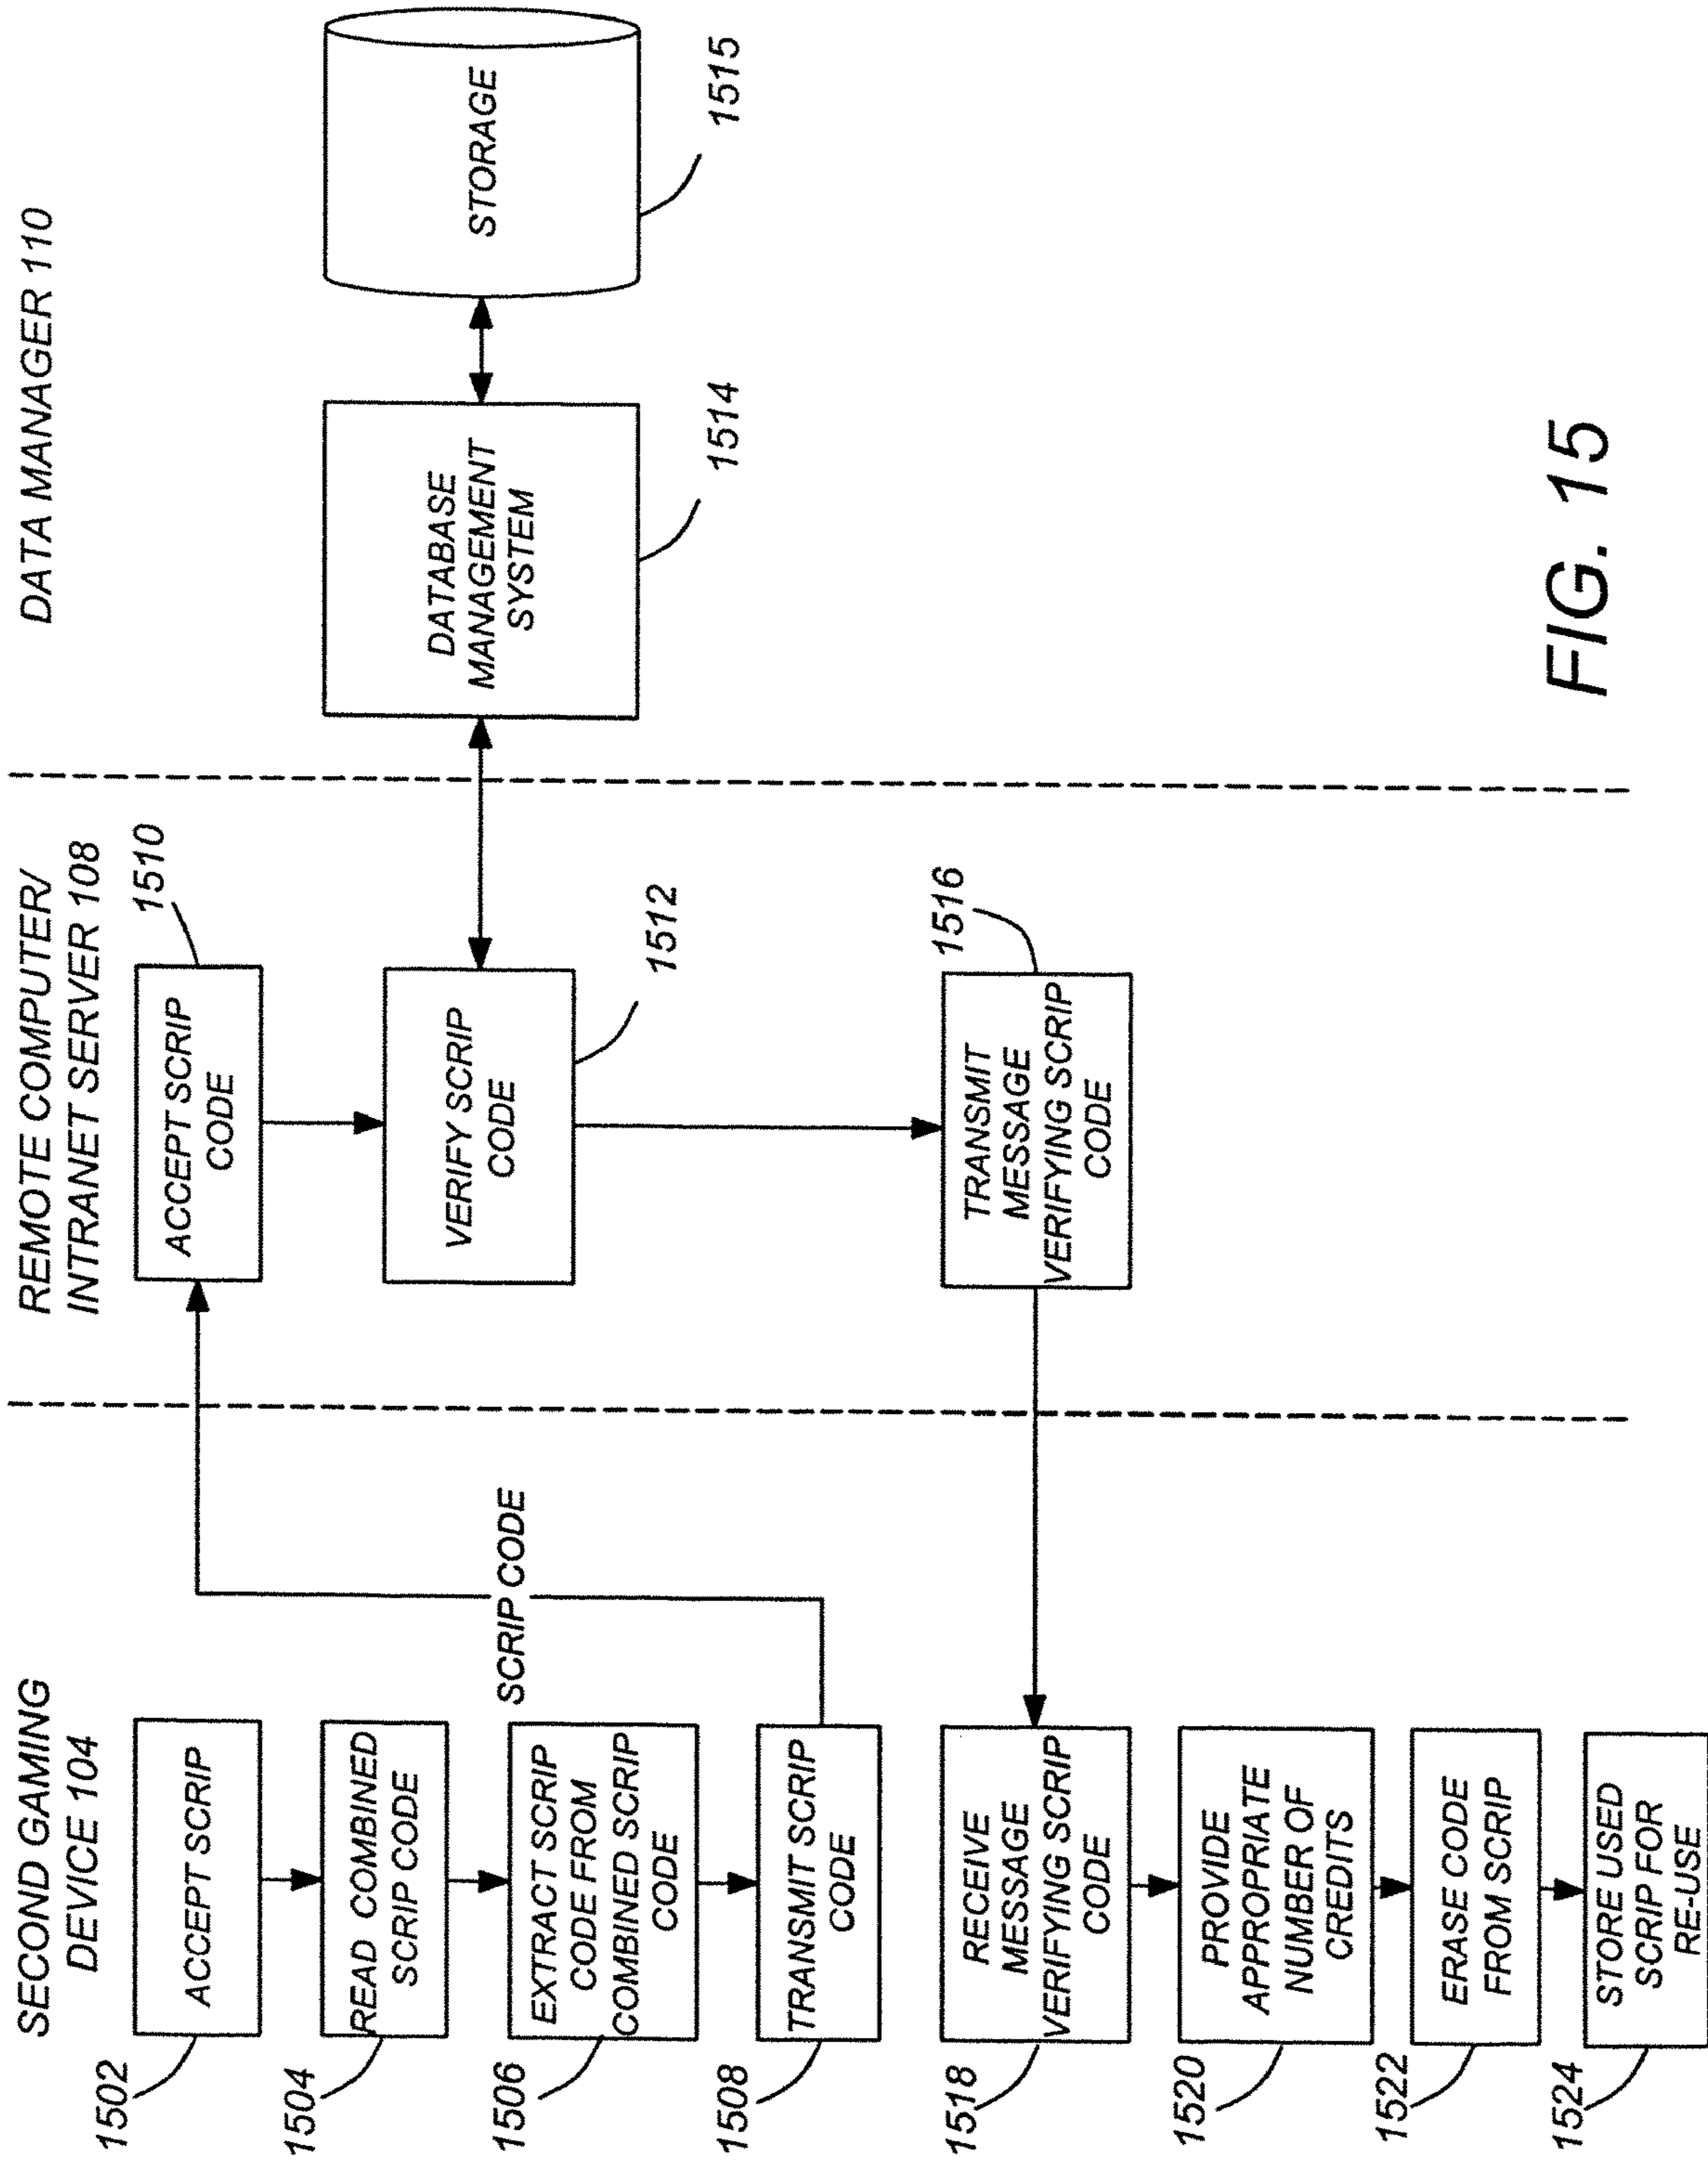 SECOND GAMING
DEVICE 104
1502
ACCEPT SCRIP
1504
READ COMBINED
SCRIP CODE
1506
EXTRACT SCRIP
CODE FROM
COMBINED SCRIP
CODE
1508
TRANSMIT SCRIP
CODE
SCRIP CODE
1518
RECEIVE
MESSAGE
VERIFYING SCRIP
CODE
1520
PROVIDE
APPROPRIATE
NUMBER OF
CREDITS
1522
ERASE CODE
FROM SCRIP
1524
STORE USED
SCRIP FOR
RE-USE
REMOTE COMPUTER/
INTRANET SERVER 108
1510
ACCEPT SCRIP
CODE
VERIFY SCRIP
CODE
1512
1516
TRANSMIT
MESSAGE
VERIFYING SCRIP
CODE
DATA MANAGER 110
DATABASE
MANAGEMENT
SYSTEM
1514
STORAGE
1515
FIG. 15